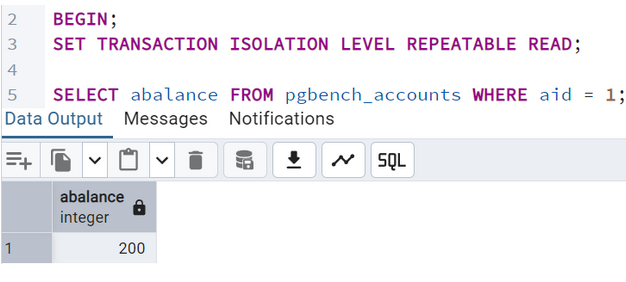 2 BEGIN;
3 SET TRANSACTION ISOLATION LEVEL REPEATABLE READ;
4
5 SELECT abalance FROM pgbench_accounts WHERE aid = 1;
Data Output Messages Notifications
SQL
abalance
integer
1 200